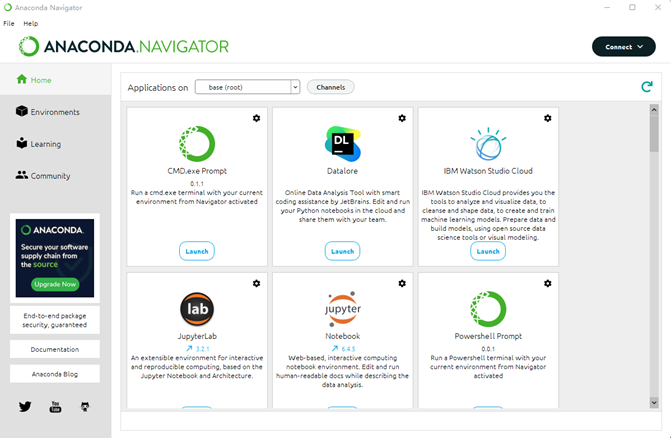 Anaconda Navigator
File Help
ANACONDA.NAVIGATOR
Connect
Home
Environments
Learning
Community
ANACONDA.
Secure your software
supply chain from
the source
Upgrade Now
End-to-end package
security, guaranteed
Documentation
Anaconda Blog
You
Tube
Applications on
base (root)
Channels
CMD.exe Prompt
0.1.1
Run a cmd.exe terminal with your current
environment from Navigator activated
Launch
DL
Datalore
Online Data Analysis Tool with smart
coding assistance by JetBrains. Edit and run
your Python notebooks in the cloud and
share them with your team.
Launch
IBM Watson Studio Cloud
IBM Watson Studio Cloud provides you the
tools to analyze and visualize data, to
cleanse and shape data, to create and train
machine learning models. Prepare data and
build models, using open source data
science tools or visual modeling.
Launch
lab
JupyterLab
3.2.1
An extensible environment for interactive
and reproducible computing, based on the
Jupyter Notebook and Architecture.
jupyter
Notebook
6.4.5
Web-based, interactive computing
notebook environment. Edit and run
human-readable docs while describing the
data analysis.
Powershell Prompt
0.0.1
Run a Powershell terminal with your
current environment from Navigator
activated